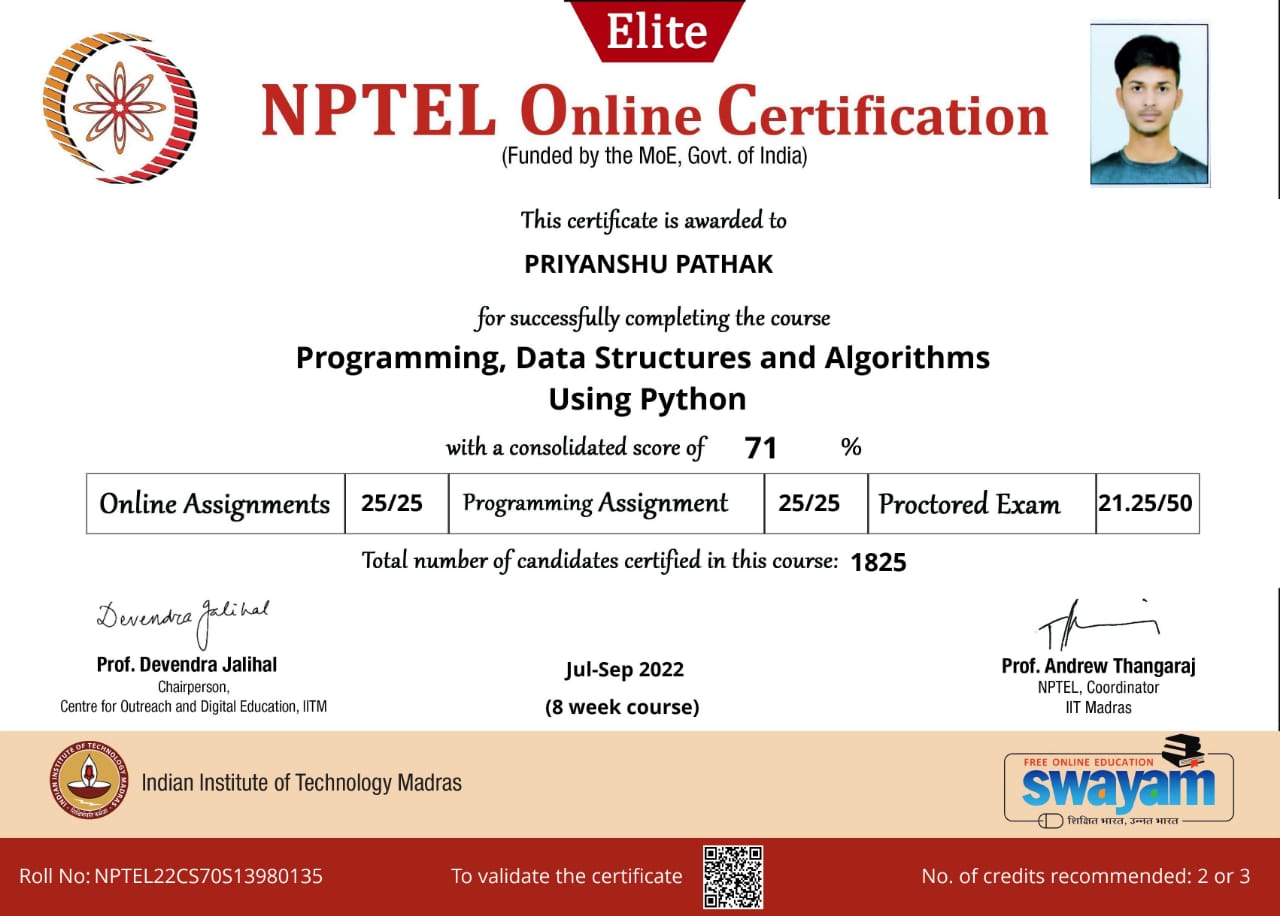 Elite
NPTEL Online Certification
(Funded by the MoE, Govt. of India)
This certificate is awarded to
PRIYANSHU PATHAK
for successfully completing the course
Programming, Data Structures and Algorithms
Using Python
with a consolidated score of 71 %
Online Assignments 25/25 Programming Assignment 25/25 Proctored Exam 21.25/50
Total number of candidates certified in this course: 1825
Devendra Jalihal
Prof. Devendra Jalihal
Chairperson,
Centre for Outreach and Digital Education, IITM
Jul-Sep 2022
(8 week course)
Prof. Andrew Thangaraj
NPTEL, Coordinator
IIT Madras
INDIAN INSTITUTE OF TECHNOLOGY MADRAS
Indian Institute of Technology Madras
FREE ONLINE EDUCATION
swayam
शिक्षित भारत, उन्नत भारत
Roll No: NPTEL22CS70S13980135
To validate the certificate
No. of credits recommended: 2 or 3